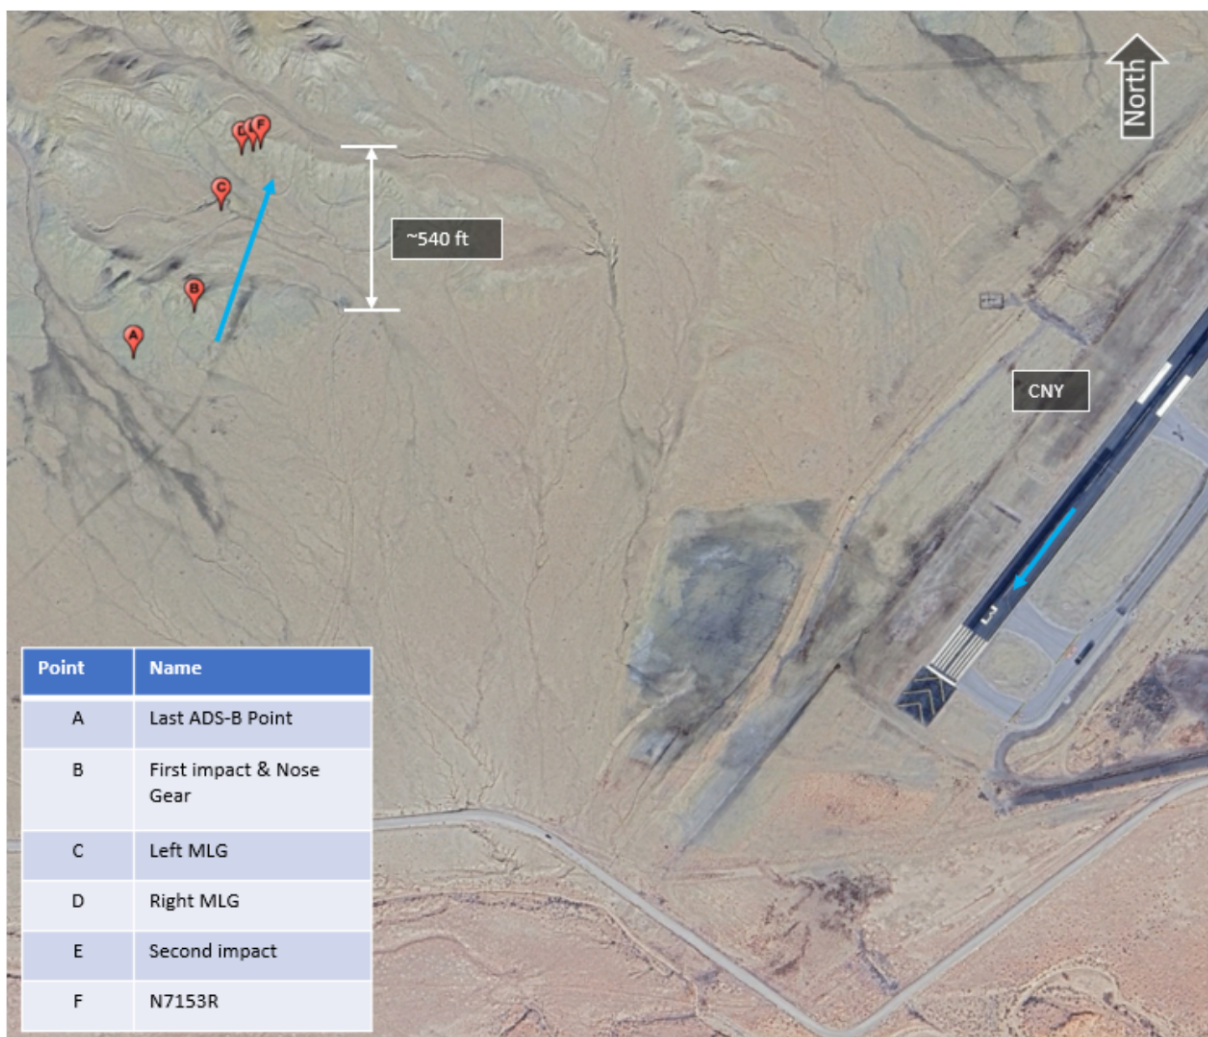 North
D E F
C
~540 ft
B
A
CNY
3
Point Name
A Last ADS-B Point
B First impact & Nose
Gear
C Left MLG
D Right MLG
E Second impact
F N7153R